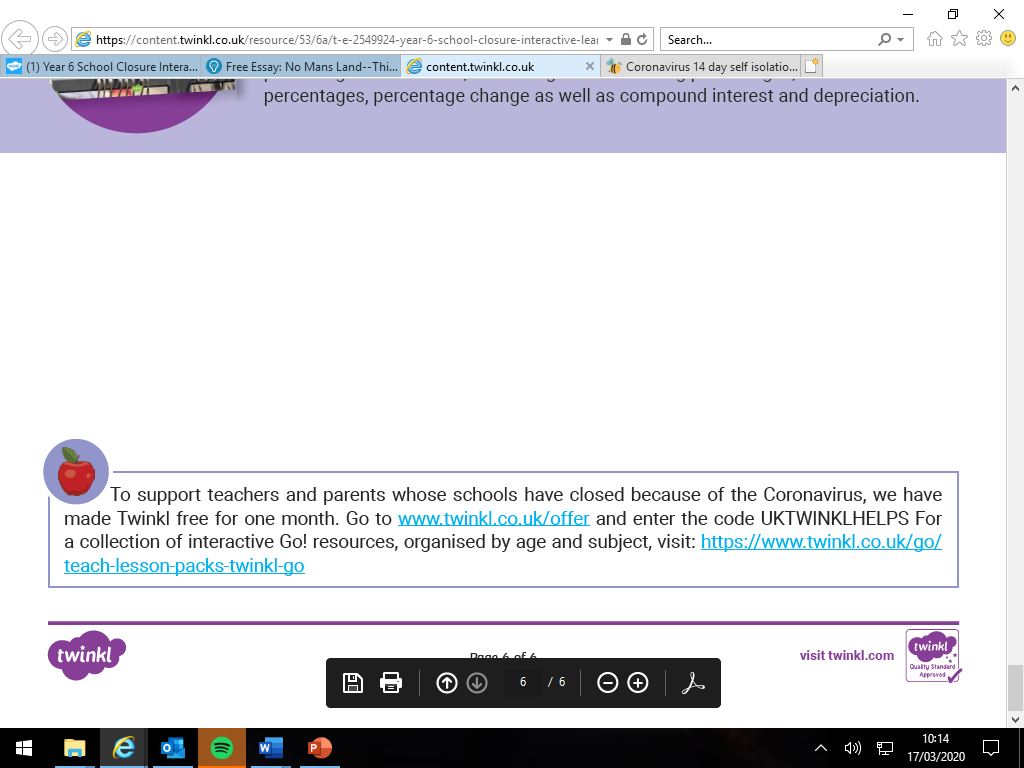 https://content.twinkl.co.uk/resource/53/6a/t-e-2549924-year-6-school-closure-interactive-lear
Search...
(1) Year 6 School Closure Intera...
Free Essay: No Mans Land--Thi...
content.twinkl.co.uk
Coronavirus 14 day self isolatio...
percentages, percentage change as well as compound interest and depreciation.
To support teachers and parents whose schools have closed because of the Coronavirus, we have
made Twinkl free for one month. Go to www.twinkl.co.uk/offer and enter the code UKTWINKLHELPS For
a collection of interactive Go! resources, organised by age and subject, visit: https://www.twinkl.co.uk/go/
teach-lesson-packs-twinkl-go
twinkl
Page 6 of 6
visit twinkl.com
twinkl
Quality Standard
Approved
6 / 6
10:14
17/03/2020